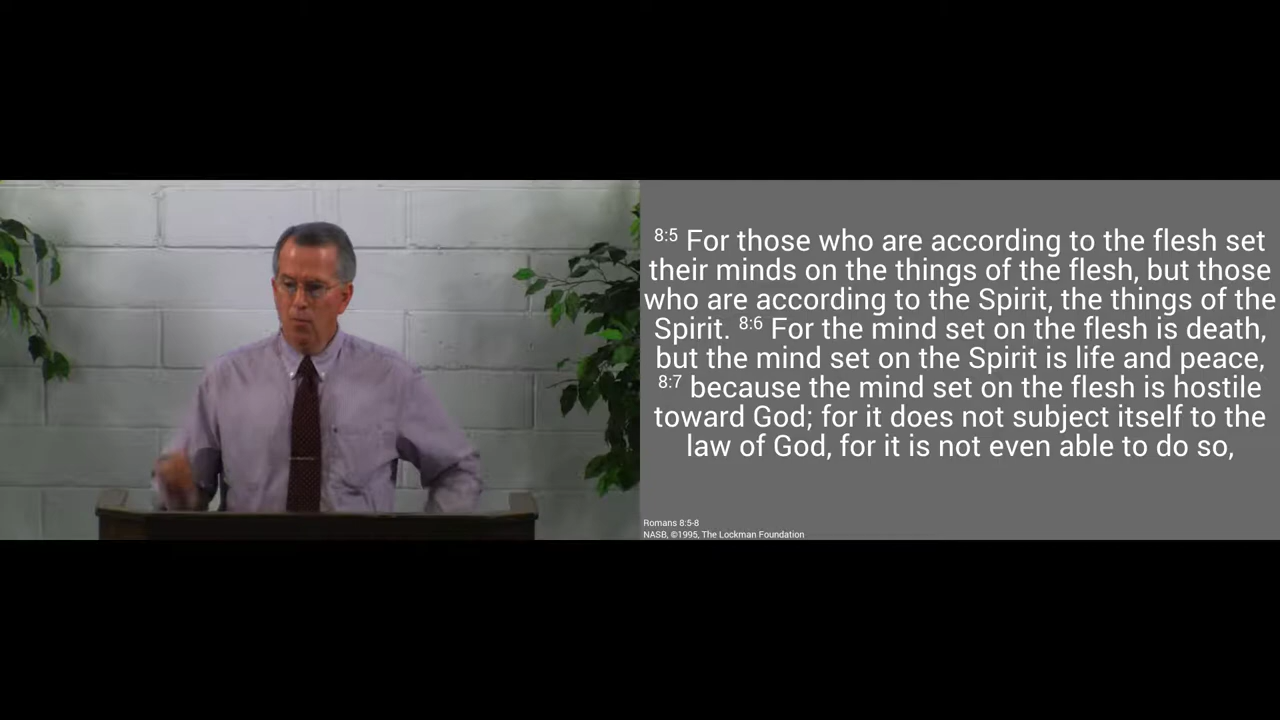 8:5 For those who are according to the flesh set
their minds on the things of the flesh, but those
who are according to the Spirit, the things of the
Spirit. 8:6 For the mind set on the flesh is death,
but the mind set on the Spirit is life and peace,
8:7 because the mind set on the flesh is hostile
toward God; for it does not subject itself to the
law of God, for it is not even able to do so,
Romans 8:5-8
NASB, ©1995, The Lockman Foundation